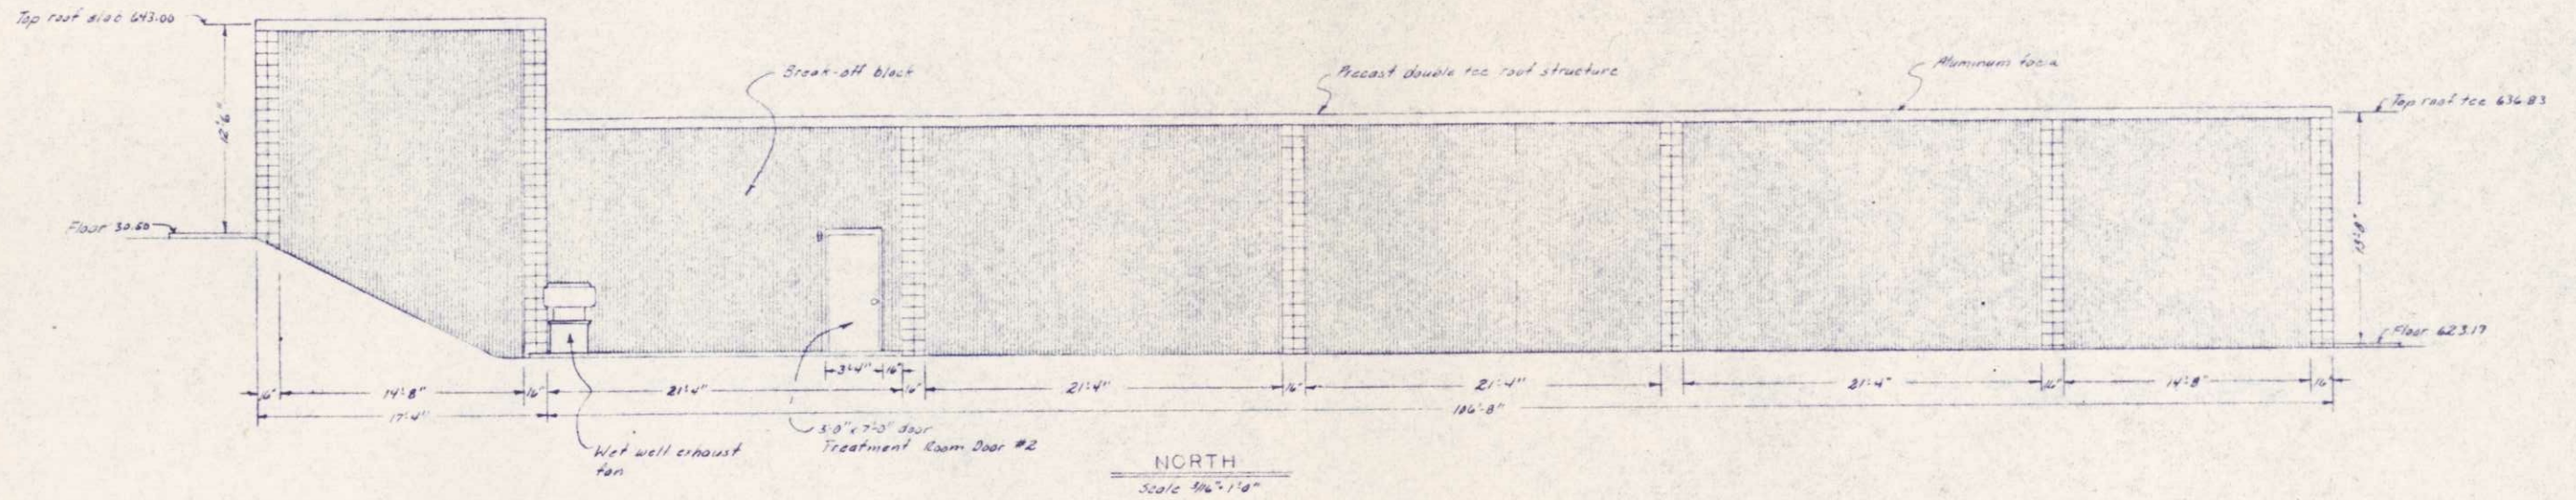 Top roof slab 643.00
Break-off block
Precast double tee roof structure
Aluminum facia
Top roof tee 636.83
12'-6"
Floor 30.50
13'-8"
Floor 623.17
3'-4" 16"
16" 14'-8" 16" 21'-4" 16" 21'-4" 16" 21'-4" 21'-4" 16" 14'-8" 16"
17'-4" 106'-8"
3'-0" x 7'-0" door
Treatment Room Door #2
Wet well exhaust
fan
NORTH
Scale 3/16" = 1'-0"